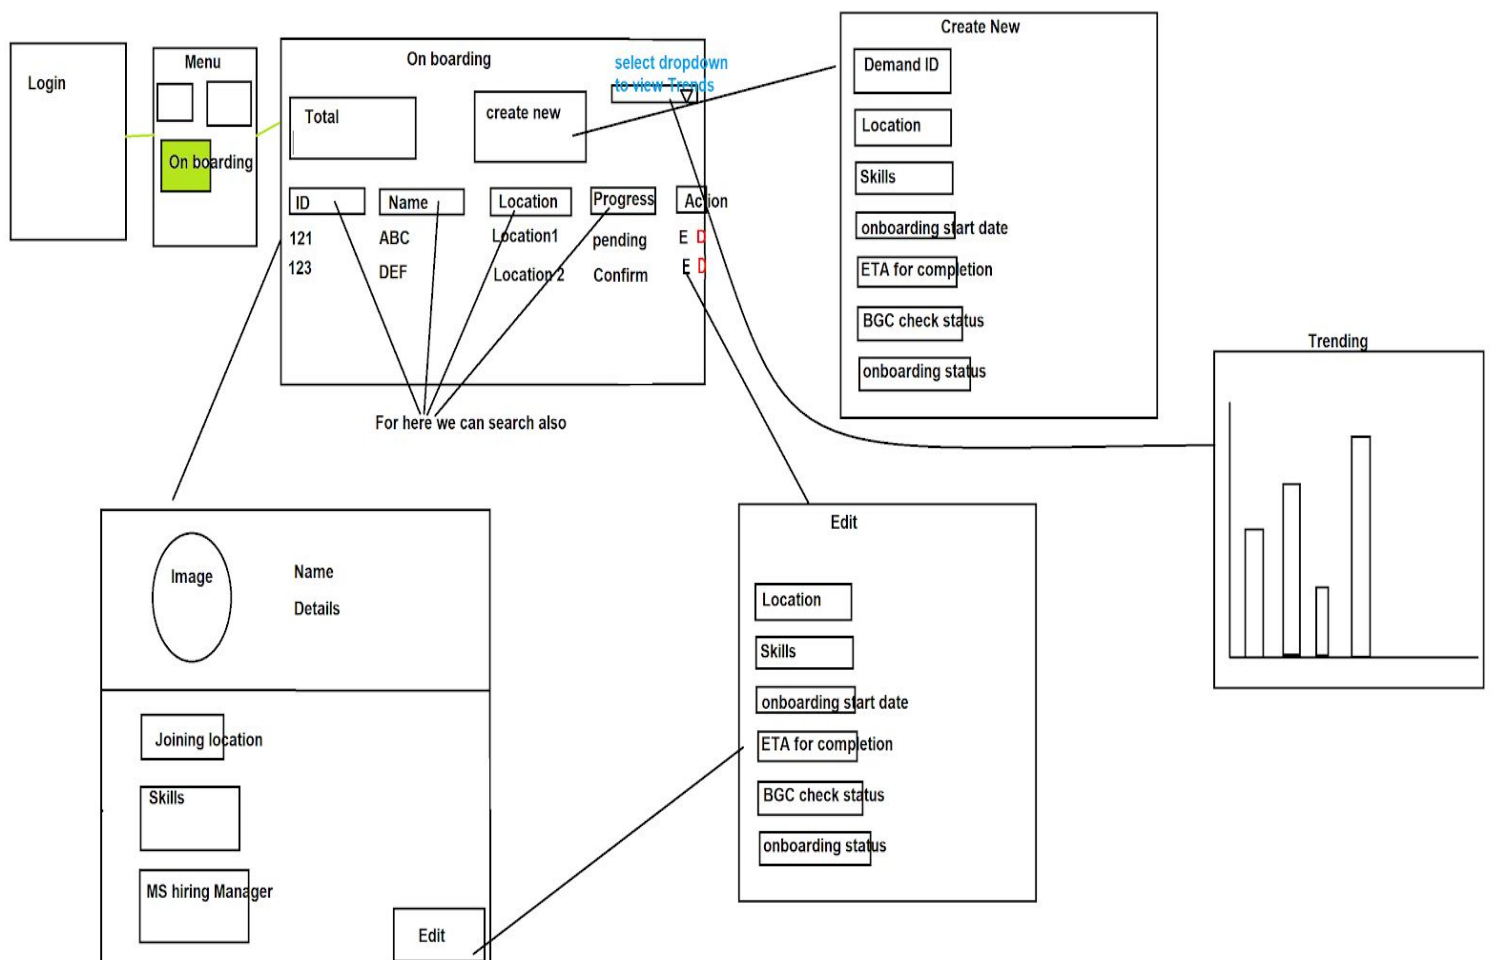 Login
Menu
On boarding
On boarding
select dropdown
to view Trends
Total
create new
ID
Name
Location
Progress
Action
121
ABC
Location1
pending
E D
123
DEF
Location 2
Confirm
E D
For here we can search also
Create New
Demand ID
Location
Skills
onboarding start date
ETA for completion
BGC check status
onboarding status
Trending
Image
Name
Details
Joining location
Skills
MS hiring Manager
Edit
Edit
Location
Skills
onboarding start date
ETA for completion
BGC check status
onboarding status